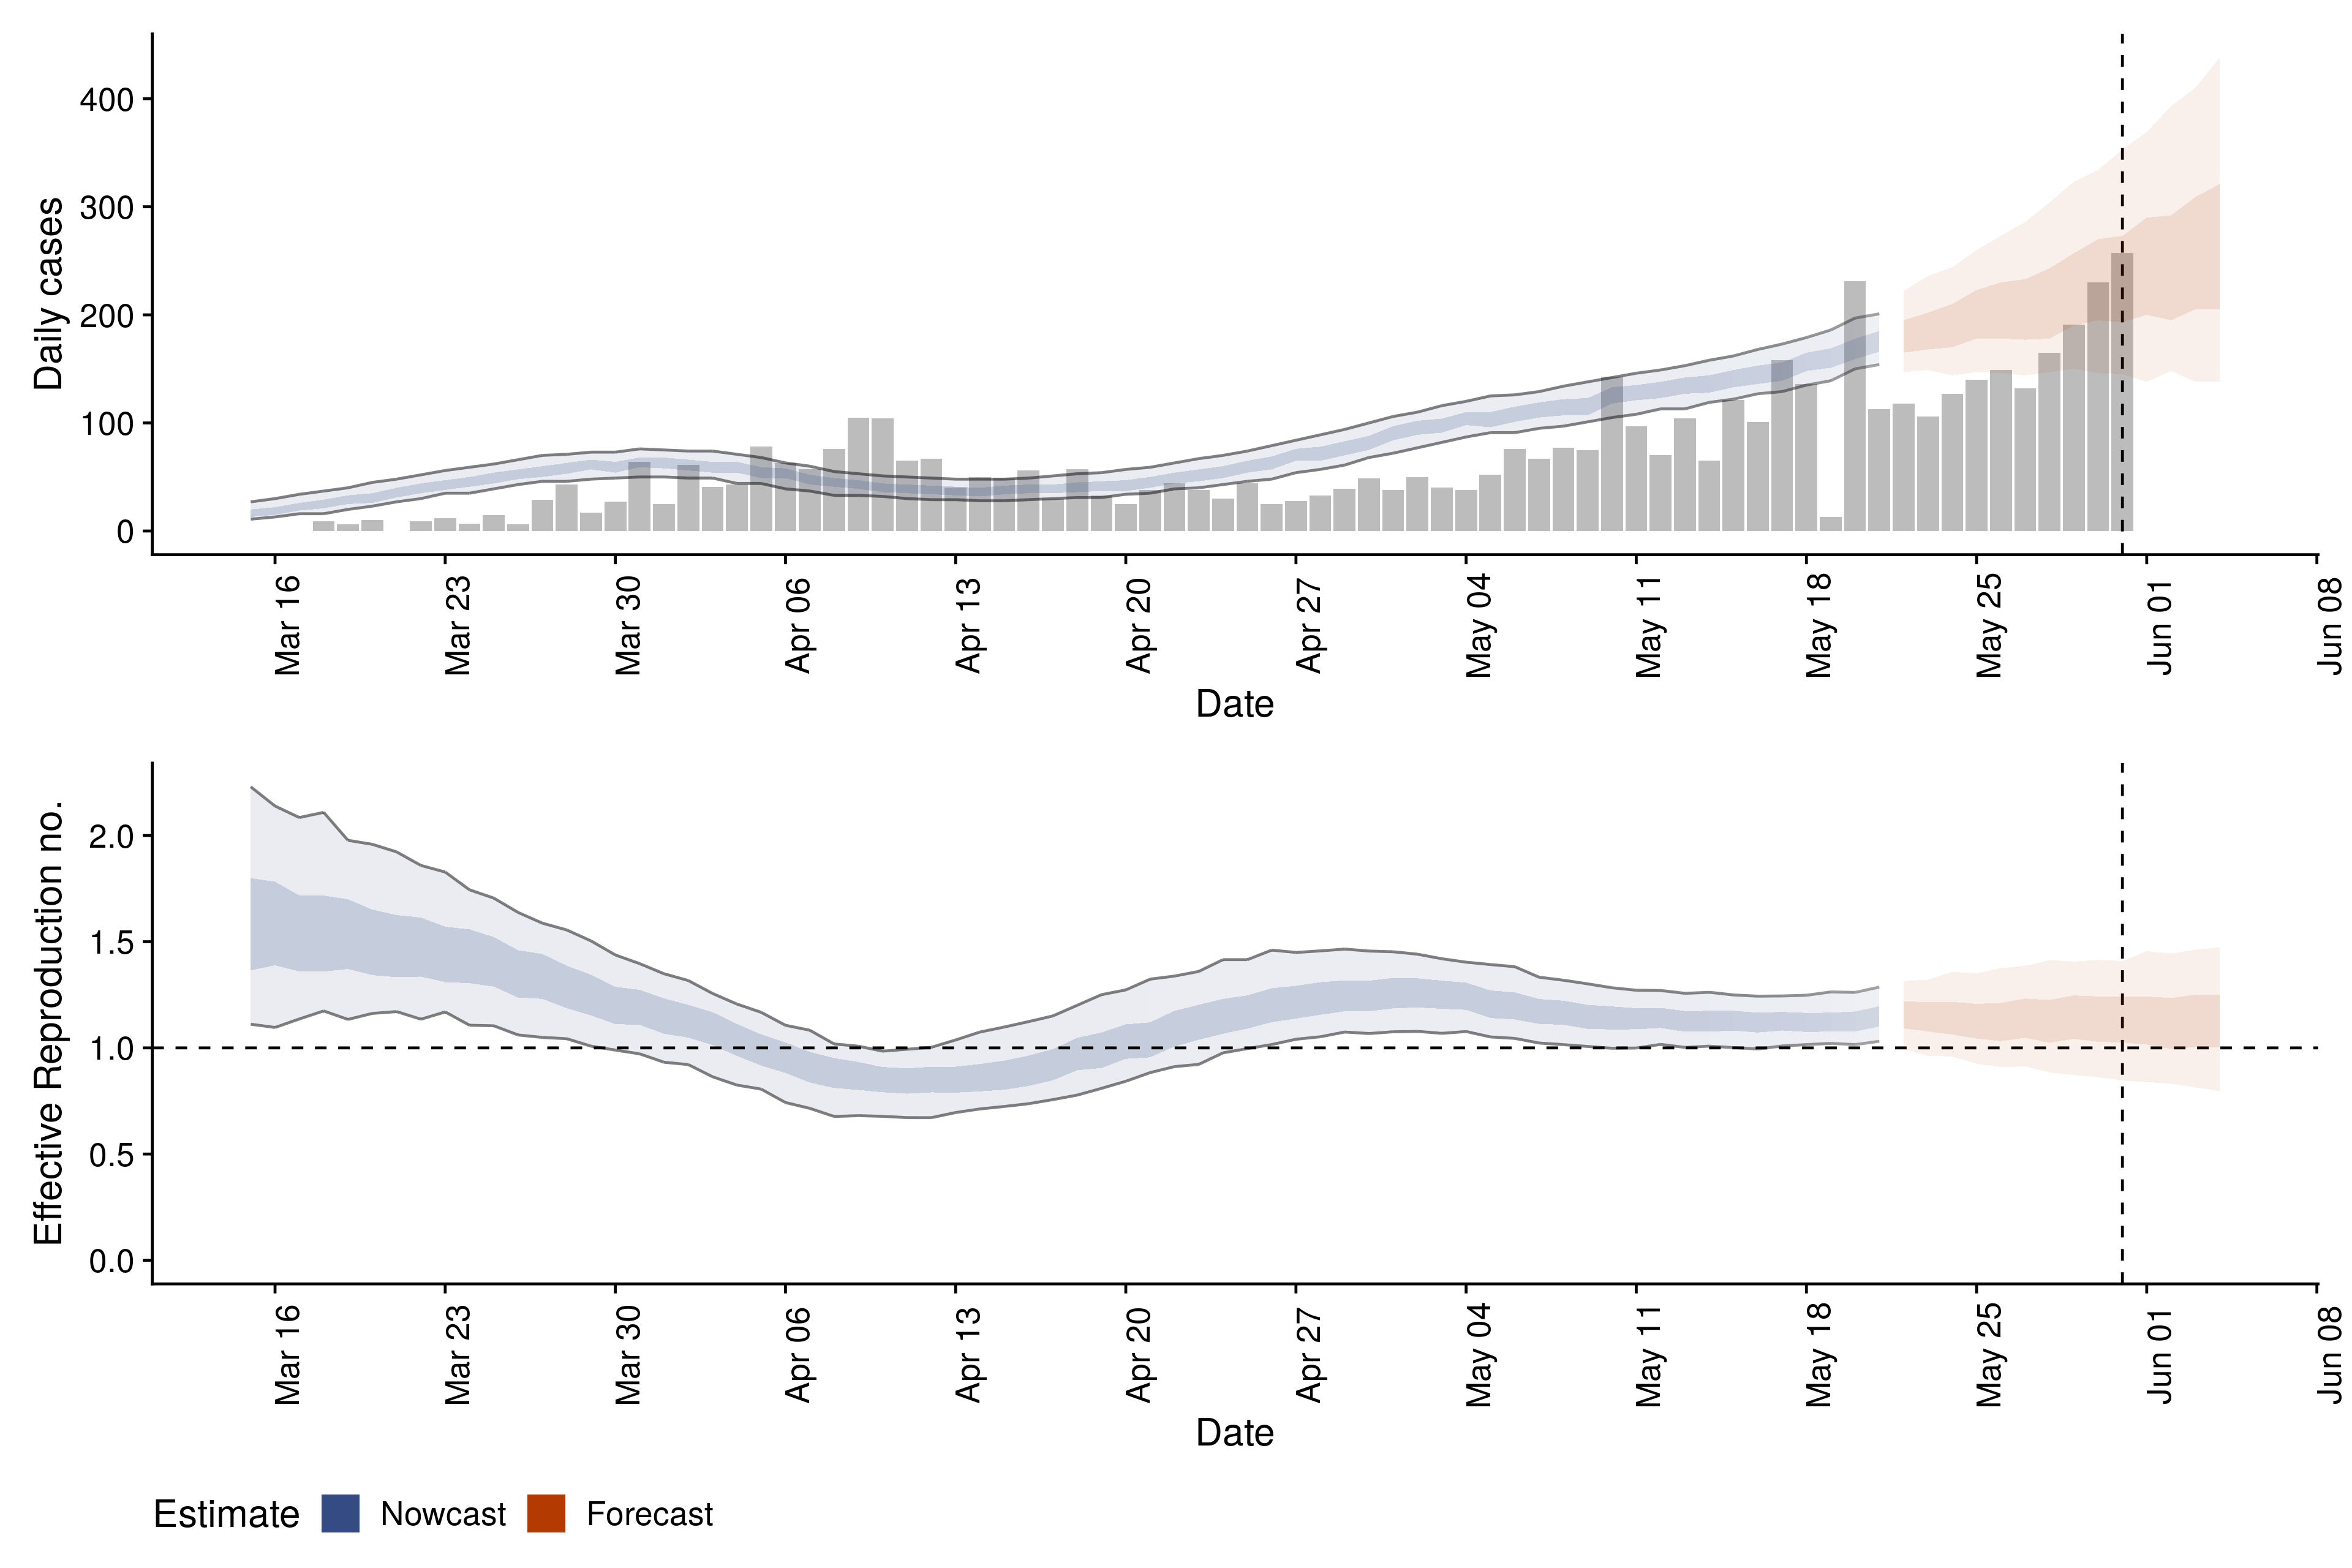 Daily cases
400
300
200
100
0
Mar 16 Mar 23 Mar 30 Apr 06 Apr 13 Apr 20 Apr 27 May 04 May 11 May 18 May 25 Jun 01 Jun 08
Date
Effective Reproduction no.
2.0
1.5
1.0
0.5
0.0
Mar 16 Mar 23 Mar 30 Apr 06 Apr 13 Apr 20 Apr 27 May 04 May 11 May 18 May 25 Jun 01 Jun 08
Date
Estimate Nowcast Forecast